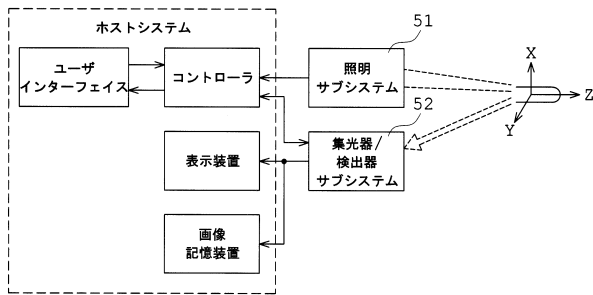 ホストシステム
ユーザ
インターフェイス
コントローラ
51
照明
サブシステム
X
Z
Y
52
集光器/
検出器
サブシステム
表示装置
画像
記憶装置